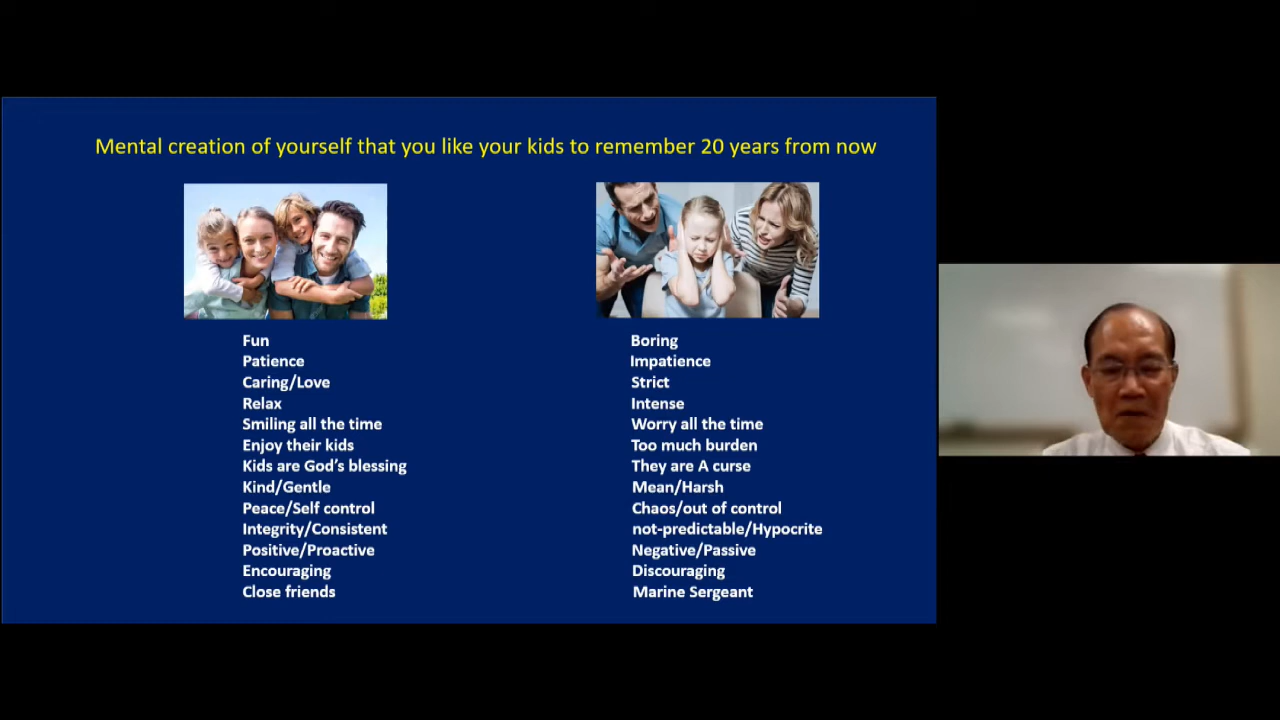 Mental creation of yourself that you like your kids to remember 20 years from now
Fun
Patience
Caring/Love
Relax
Smiling all the time
Enjoy their kids
Kids are God's blessing
Kind/Gentle
Peace/Self control
Integrity/Consistent
Positive/Proactive
Encouraging
Close friends
Boring
Impatience
Strict
Intense
Worry all the time
Too much burden
They are A curse
Mean/Harsh
Chaos/out of control
not-predictable/Hypocrite
Negative/Passive
Discouraging
Marine Sergeant